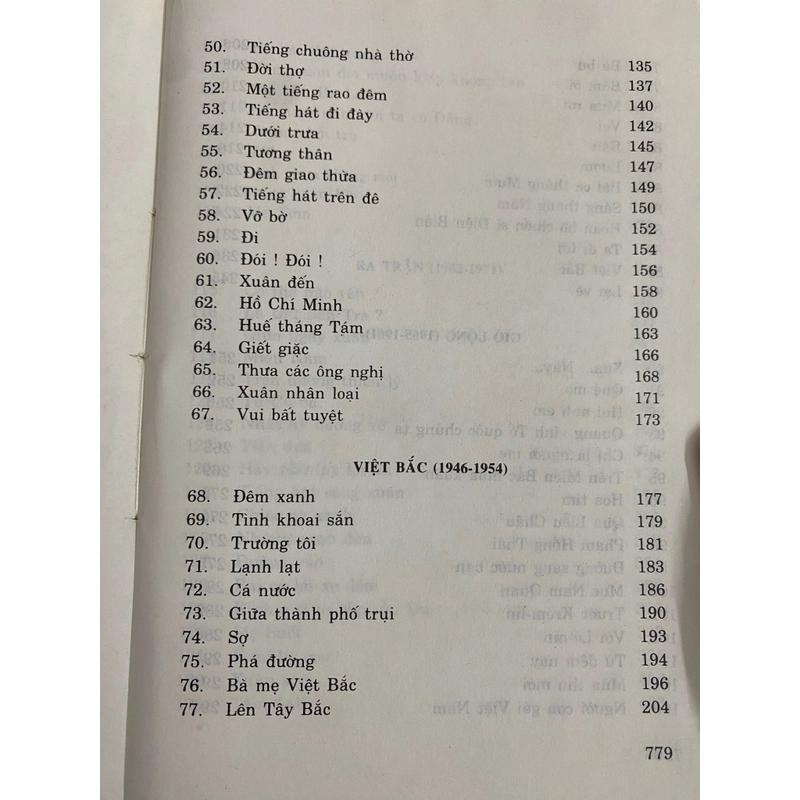 50. Tiếng chuông nhà thờ 135
51. Đời thợ 137
52. Một tiếng rao đêm 140
53. Tiếng hát đi đày 142
54. Dưới trưa 145
55. Tương thân 147
56. Đêm giao thừa 149
57. Tiếng hát trên đê 150
58. Vỡ bờ 152
59. Đi 154
60. Đói ! Đói ! 156
61. Xuân đến 158
62. Hồ Chí Minh 160
63. Huế tháng Tám 163
64. Giết giặc 166
65. Thưa các ông nghị 168
66. Xuân nhân loại 171
67. Vui bất tuyệt 173
VIỆT BẮC (1946-1954)
68. Đêm xanh 177
69. Tình khoai sắn 179
70. Trường tôi 181
71. Lạnh lạt 183
72. Cá nước 186
73. Giữa thành phố trụi 190
74. Sợ 193
75. Phá đường 194
76. Bà mẹ Việt Bắc 196
77. Lên Tây Bắc 204
779